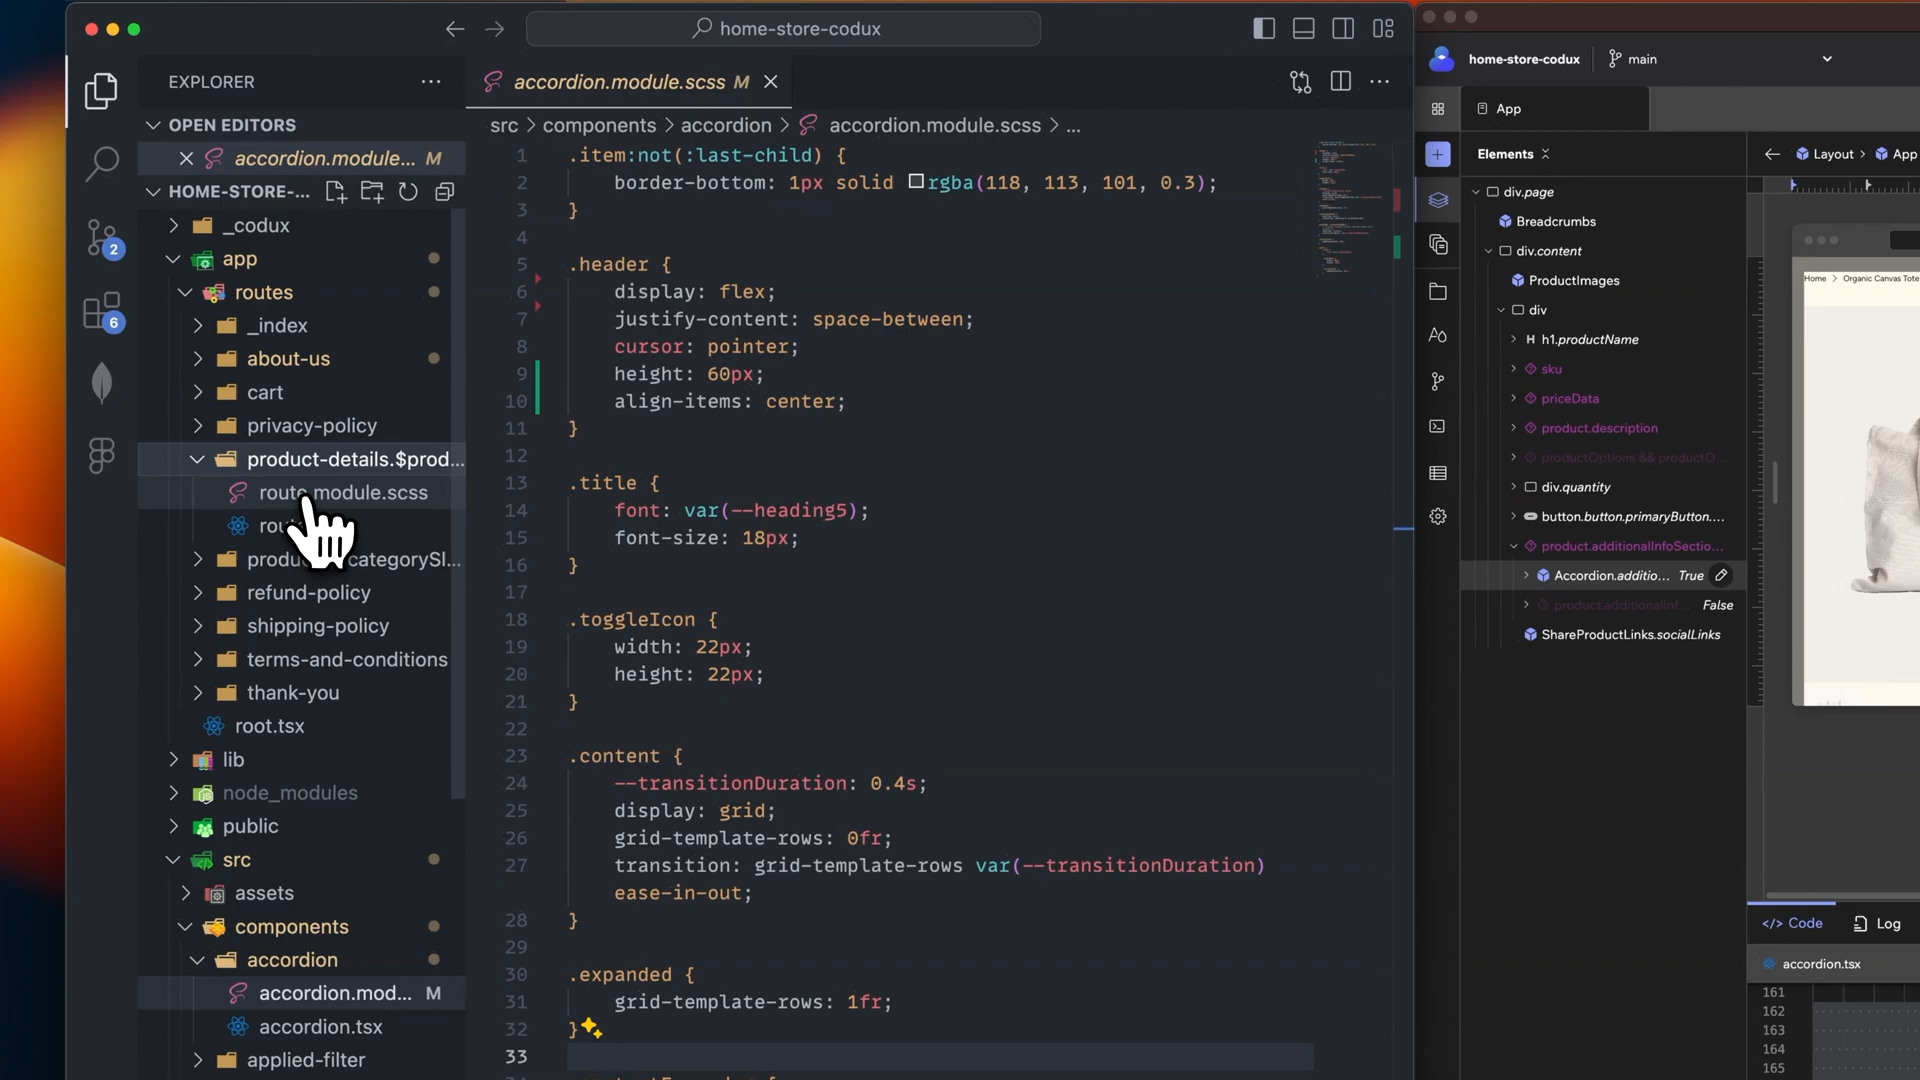 home-store-codux
EXPLORER
OPEN EDITORS
accordion.module... M
HOME-STORE-...
_codux
app
routes
_index
about-us
cart
privacy-policy
product-details.$prod...
route.module.scss
refund-policy
shipping-policy
terms-and-conditions
thank-you
root.tsx
lib
node_modules
public
src
assets
components
accordion
accordion.mod... M
accordion.tsx
applied-filter
2
6
accordion.module.scss M
src > components > accordion > accordion.module.scss > ...
1 .item:not(:last-child) {
2 border-bottom: 1px solid rgba(118, 113, 101, 0.3);
3 }
4
5 .header {
6 display: flex;
7 justify-content: space-between;
8 cursor: pointer;
9 height: 60px;
10 align-items: center;
11 }
12
13 .title {
14 font: var(--heading5);
15 font-size: 18px;
16 }
17
18 .toggleIcon {
19 width: 22px;
20 height: 22px;
21 }
22
23 .content {
24 --transitionDuration: 0.4s;
25 display: grid;
26 grid-template-rows: 0fr;
27 transition: grid-template-rows var(--transitionDuration)
ease-in-out;
28 }
29
30 .expanded {
31 grid-template-rows: 1fr;
32 }
33
home-store-codux
main
App
Elements
Layout > App
div.page
Breadcrumbs
div.content
ProductImages
div
H h1.productName
sku
priceData
product.description
productOptions && productO...
div.quantity
button.button.primaryButton....
product.additionalInfoSectio...
Accordion.additio... True
product.additionalInf... False
ShareProductLinks.socialLinks
Home > Organic Canvas Tote
</> Code
Log
accordion.tsx
161
162
163
164
165